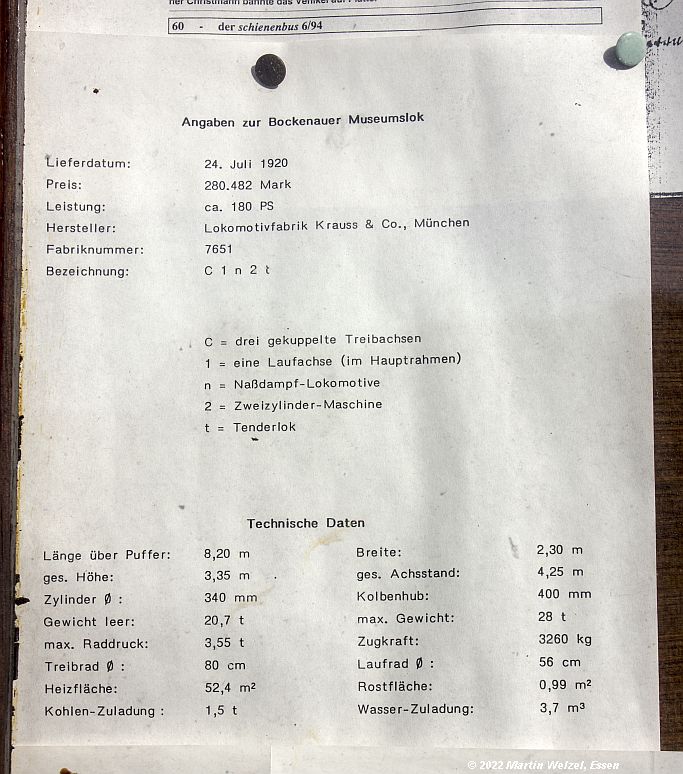 60 - der schienenbus 6/94
Angaben zur Bockenauer Museumslok
Lieferdatum: 24. Juli 1920
Preis: 280.482 Mark
Leistung: ca. 180 PS
Hersteller: Lokomotivfabrik Krauss & Co., München
Fabriknummer: 7651
Bezeichnung: C 1 n 2 t
C = drei gekuppelte Treibachsen
1 = eine Laufachse (im Hauptrahmen)
n = Naßdampf-Lokomotive
2 = Zweizylinder-Maschine
t = Tenderlok
Technische Daten
Länge über Puffer: 8,20 m Breite: 2,30 m
ges. Höhe: 3,35 m ges. Achsstand: 4,25 m
Zylinder Ø : 340 mm Kolbenhub: 400 mm
Gewicht leer: 20,7 t max. Gewicht: 28 t
max. Raddruck: 3,55 t Zugkraft: 3260 kg
Treibrad Ø : 80 cm Laufrad Ø : 56 cm
Heizfläche: 52,4 m² Rostfläche: 0,99 m²
Kohlen-Zuladung : 1,5 t Wasser-Zuladung: 3,7 m³
© 2022 Martin Welzel, Essen